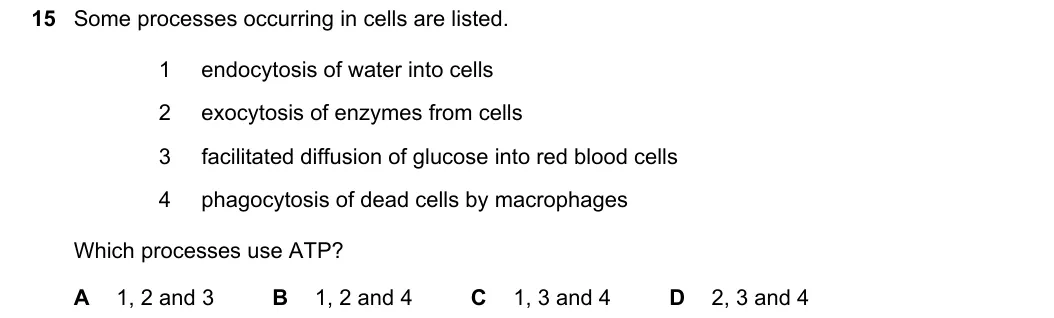 15 Some processes occurring in cells are listed.
1 endocytosis of water into cells
2 exocytosis of enzymes from cells
3 facilitated diffusion of glucose into red blood cells
4 phagocytosis of dead cells by macrophages
Which processes use ATP?
A 1, 2 and 3 B 1, 2 and 4 C 1, 3 and 4 D 2, 3 and 4